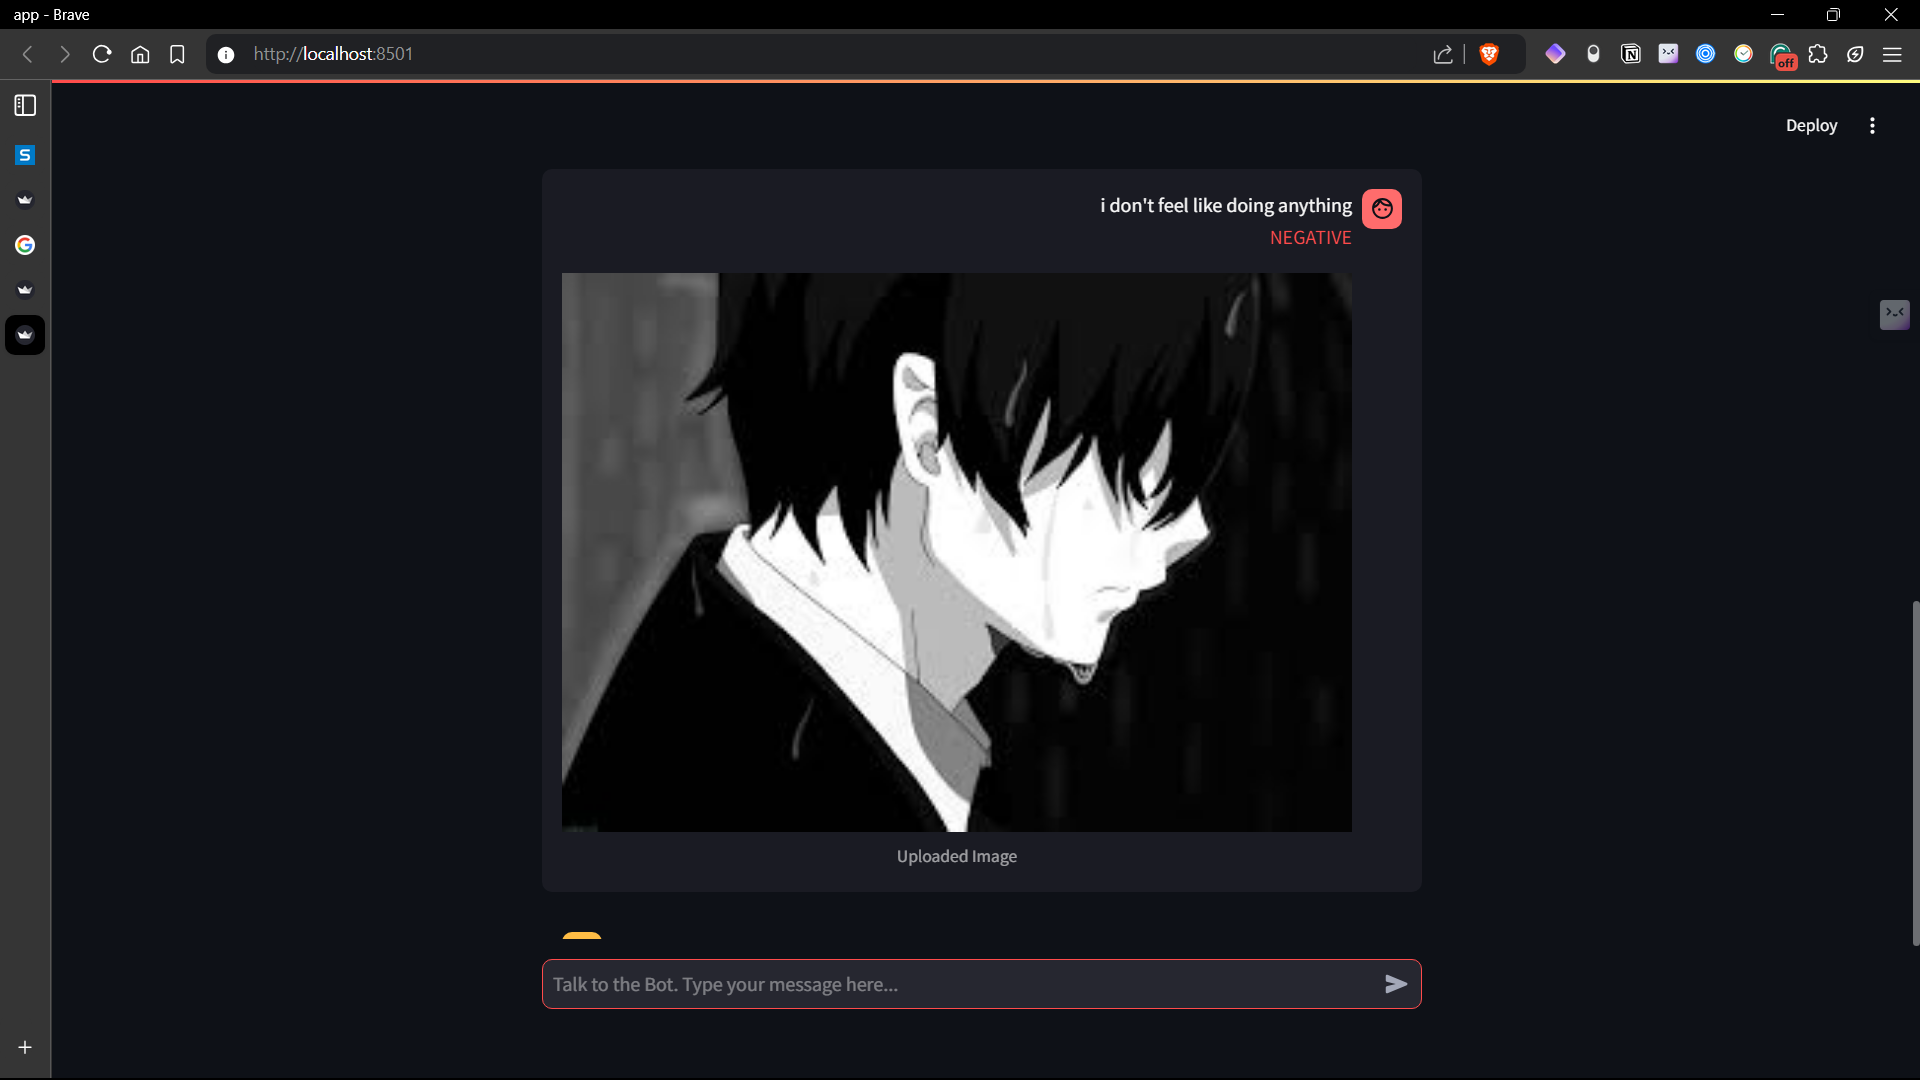 app - Brave
http://localhost:8501
off
Deploy
i don't feel like doing anything
NEGATIVE
Uploaded Image
Talk to the Bot. Type your message here...